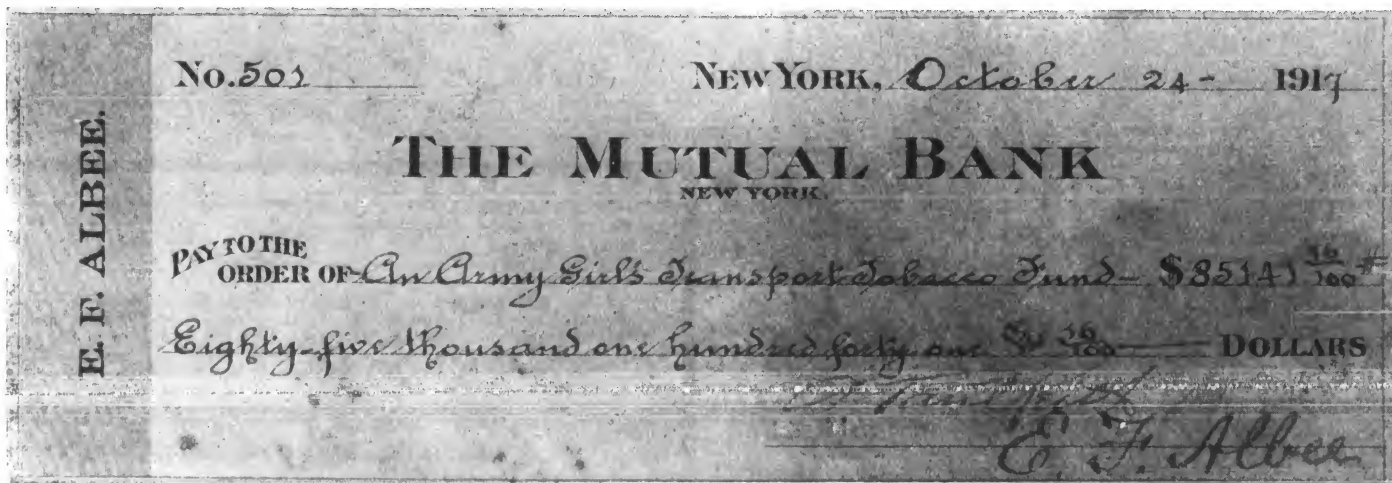 E. F. ALBEE.
No. 501 NEW YORK, October 24- 1917
THE MUTUAL BANK
NEW YORK.
PAY TO THE
ORDER OF An Army Girl's Transport Tobacco Fund- $85141 16/100 #
Eighty-five thousand one hundred forty one 16/100 DOLLARS
E. F. Albee